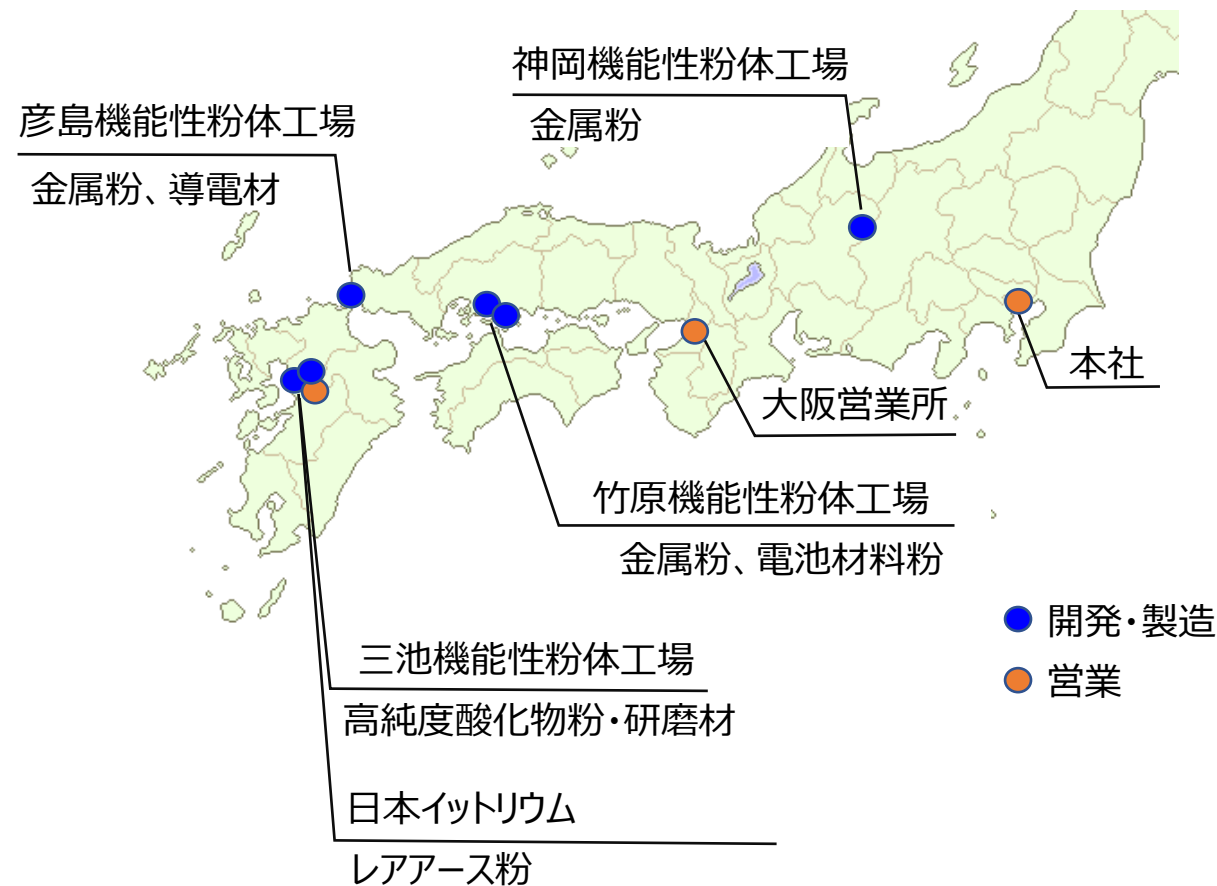 神岡機能性粉体工場
金属粉
彦島機能性粉体工場
金属粉、導電材
本社
大阪営業所
竹原機能性粉体工場
金属粉、電池材料粉
開発・製造
営業
三池機能性粉体工場
高純度酸化物粉・研磨材
日本イットリウム
レアアース粉